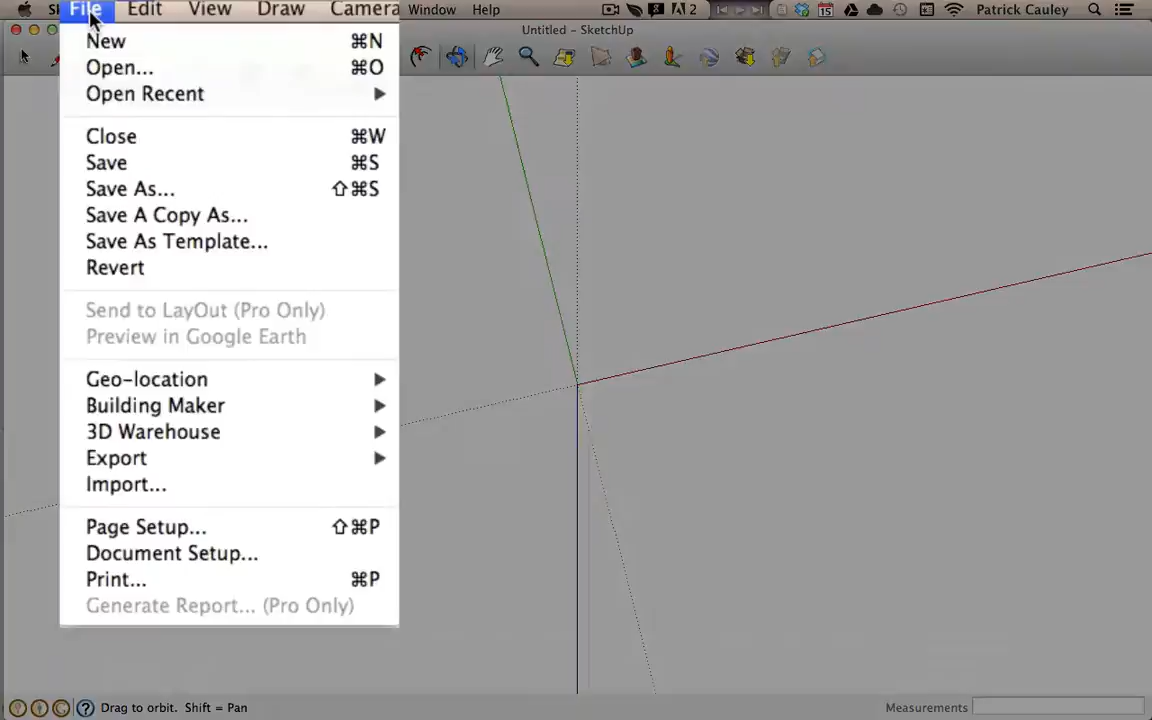 File Edit View Draw Camera Window Help 2 15 Patrick Cauley
Untitled - SketchUp
New ⌘N
Open... ⌘O
Open Recent
Close ⌘W
Save ⌘S
Save As... ⇧⌘S
Save A Copy As...
Save As Template...
Revert
Send to LayOut (Pro Only)
Preview in Google Earth
Geo-location
Building Maker
3D Warehouse
Export
Import...
Page Setup... ⇧⌘P
Document Setup...
Print... ⌘P
Generate Report... (Pro Only)
Drag to orbit. Shift = Pan Measurements